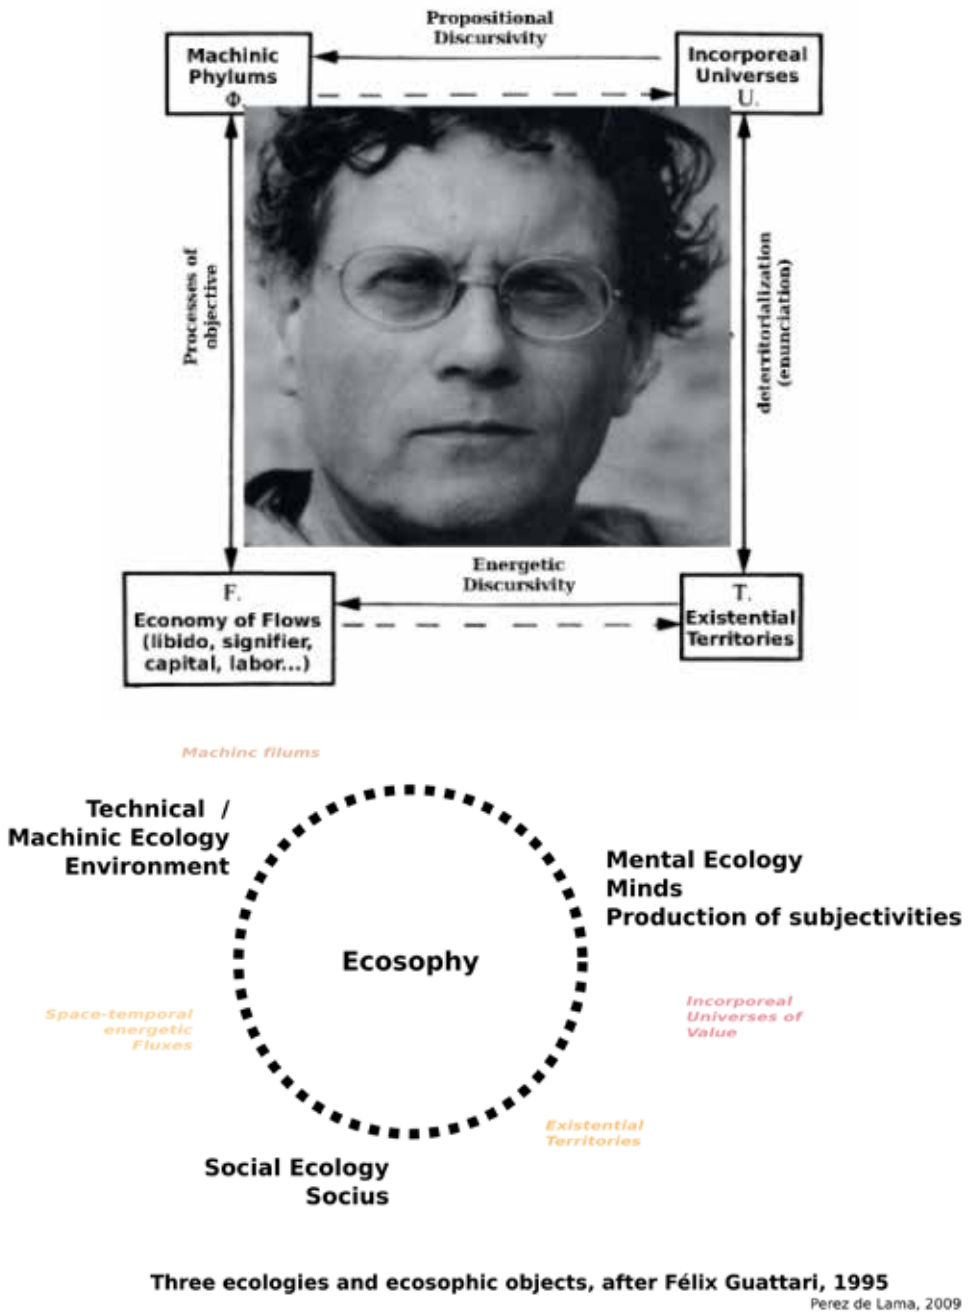 Propositional
Discursivity
Machinic
Phylums
Φ.
Incorporeal
Universes
U.
Processes of
objective
deterritorialization
(enunciation)
Energetic
Discursivity
F.
Economy of Flows
(libido, signifier,
capital, labor...)
T.
Existential
Territories
Machinc filums
Technical /
Machinic Ecology
Environment
Mental Ecology
Minds
Production of subjectivities
Ecosophy
Space-temporal
energetic
Fluxes
Incorporeal
Universes of
Value
Existential
Territories
Social Ecology
Socius
Three ecologies and ecosophic objects, after Félix Guattari, 1995
Perez de Lama, 2009